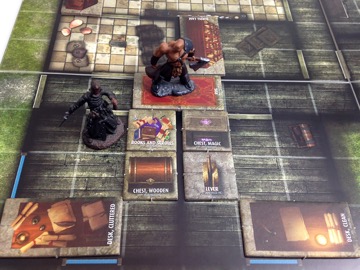 BOOKS AND SCROLLS
CHEST, MAGIC
CHEST, WOODEN
LEVER
DESK, CLUTTERED
DESK, CLEAN